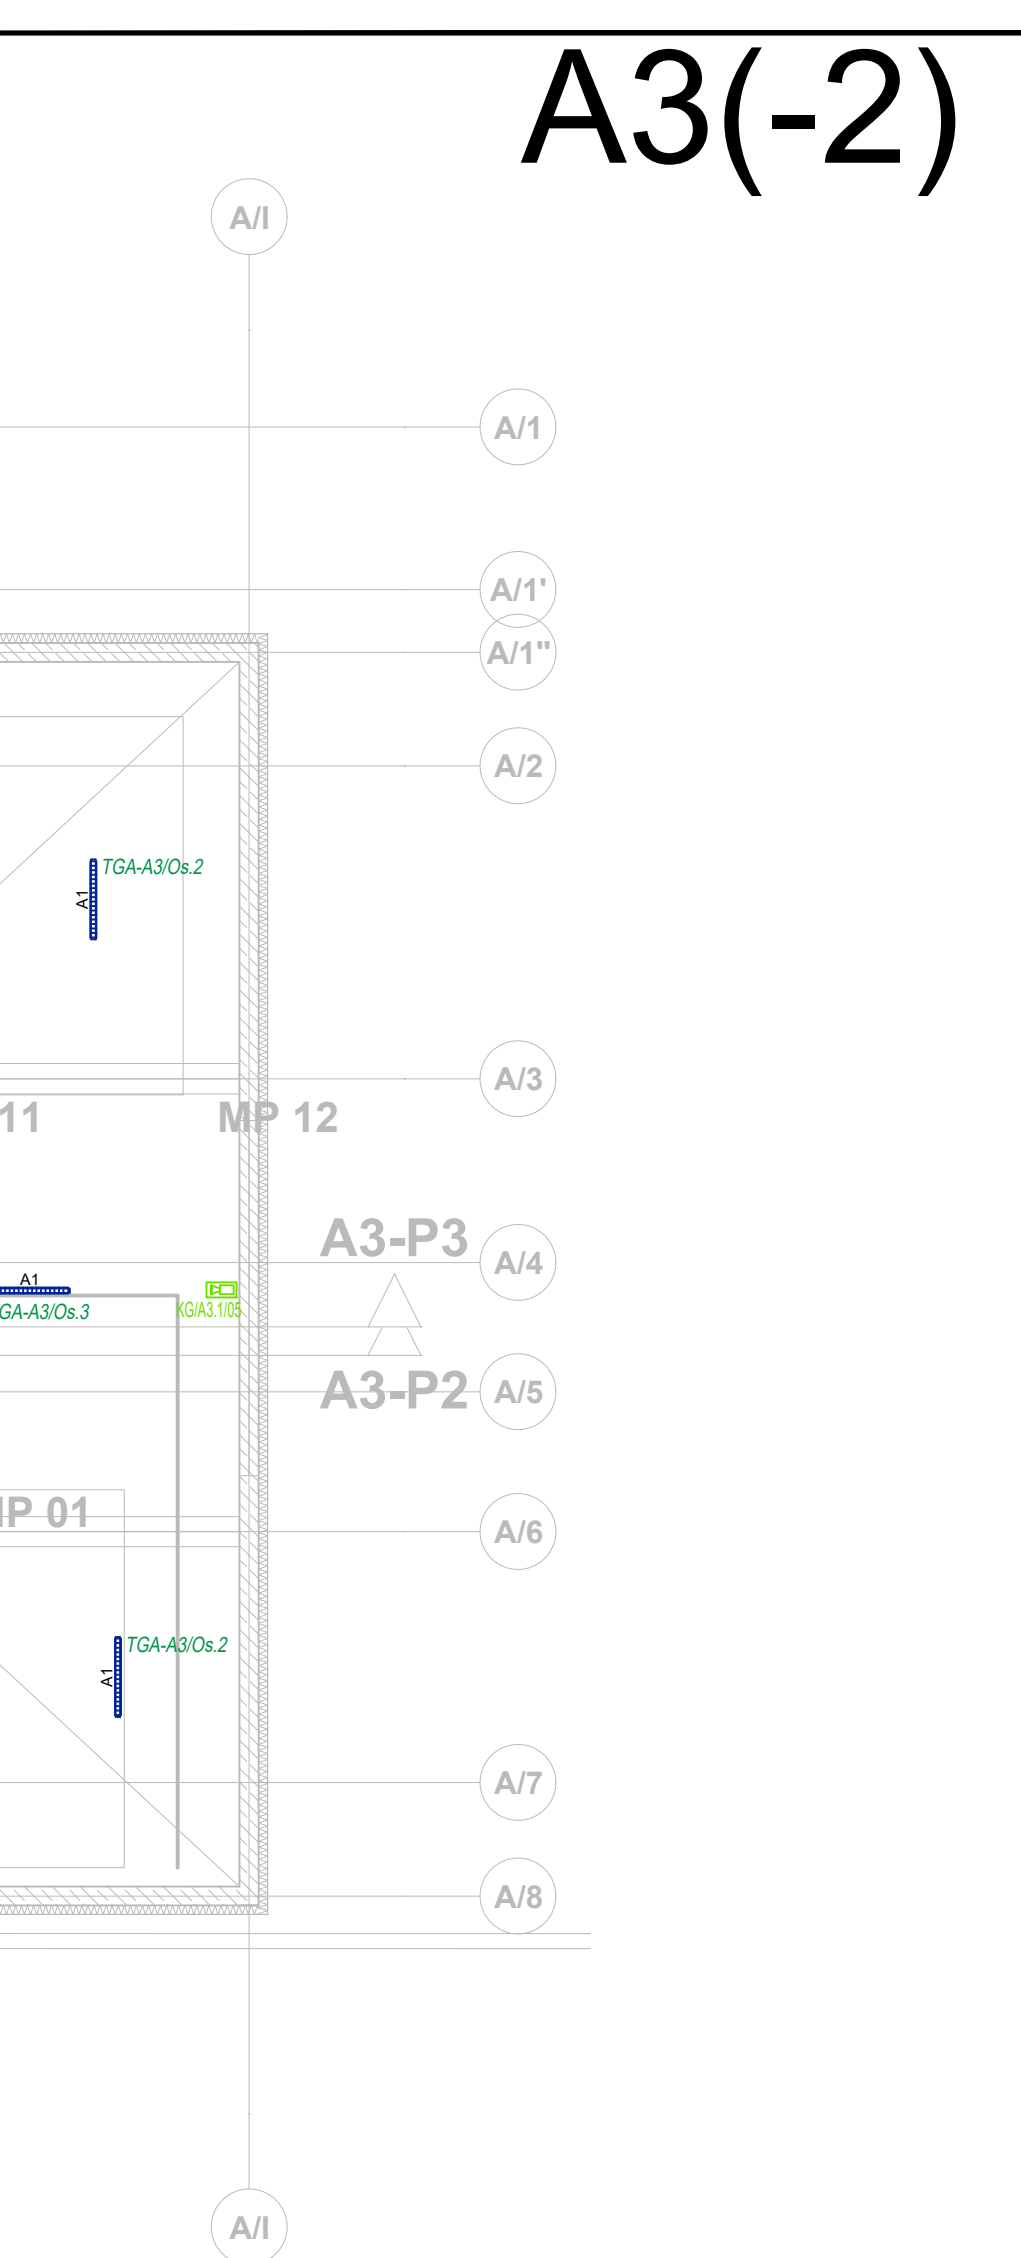 A3(-2)
A/I
A/1
A/1'
A/1"
A/2
TGA-A3/Os.2
A1
A/3
11
MP 12
A3-P3
A/4
A1
GA-A3/Os.3
KG/A3.1/05
A3-P2
A/5
MP 01
A/6
TGA-A3/Os.2
A1
A/7
A/8
A/I